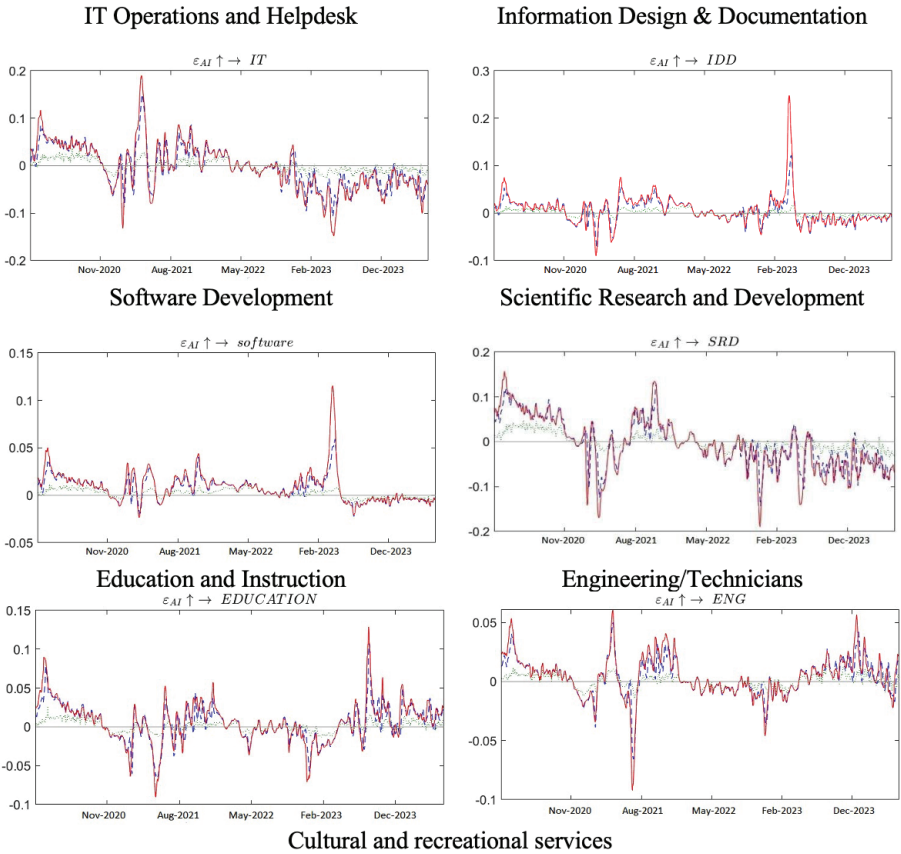 IT Operations and Helpdesk
ε_AI ↑→ IT
0.2
0.1
0
-0.1
-0.2
Nov-2020 Aug-2021 May-2022 Feb-2023 Dec-2023
Information Design & Documentation
ε_AI ↑→ IDD
0.3
0.2
0.1
0
-0.1
Nov-2020 Aug-2021 May-2022 Feb-2023 Dec-2023
Software Development
ε_AI ↑→ software
0.15
0.1
0.05
0
-0.05
Nov-2020 Aug-2021 May-2022 Feb-2023 Dec-2023
Scientific Research and Development
ε_AI ↑→ SRD
0.2
0.1
0
-0.1
-0.2
Nov-2020 Aug-2021 May-2022 Feb-2023 Dec-2023
Education and Instruction
ε_AI ↑→ EDUCATION
0.15
0.1
0.05
0
-0.05
-0.1
Nov-2020 Aug-2021 May-2022 Feb-2023 Dec-2023
Engineering/Technicians
ε_AI ↑→ ENG
0.05
0
-0.05
-0.1
Nov-2020 Aug-2021 May-2022 Feb-2023 Dec-2023
Cultural and recreational services